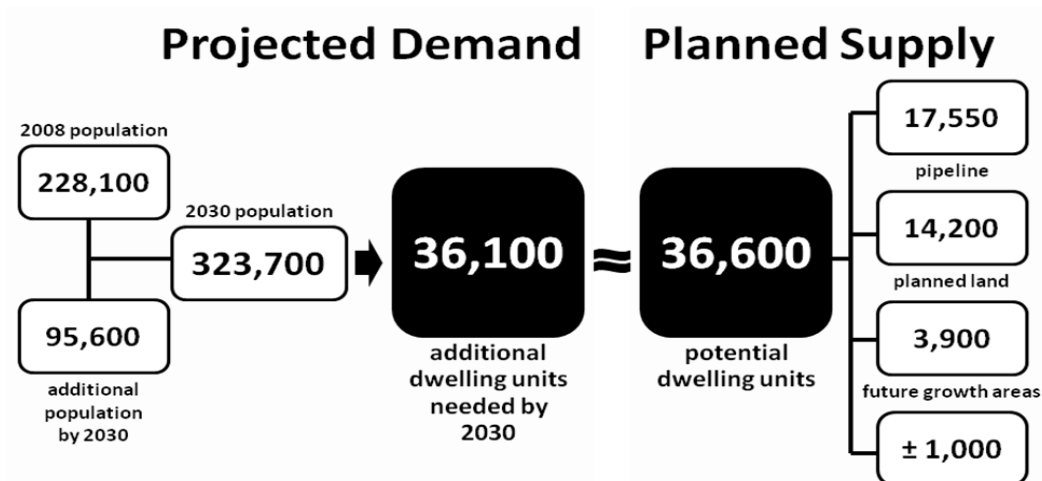 Projected Demand
2008 population
228,100
95,600
additional
population
by 2030
2030 population
323,700
36,100
additional
dwelling units
needed by
2030
≈
Planned Supply
36,600
potential
dwelling units
17,550
pipeline
14,200
planned land
3,900
future growth areas
± 1,000